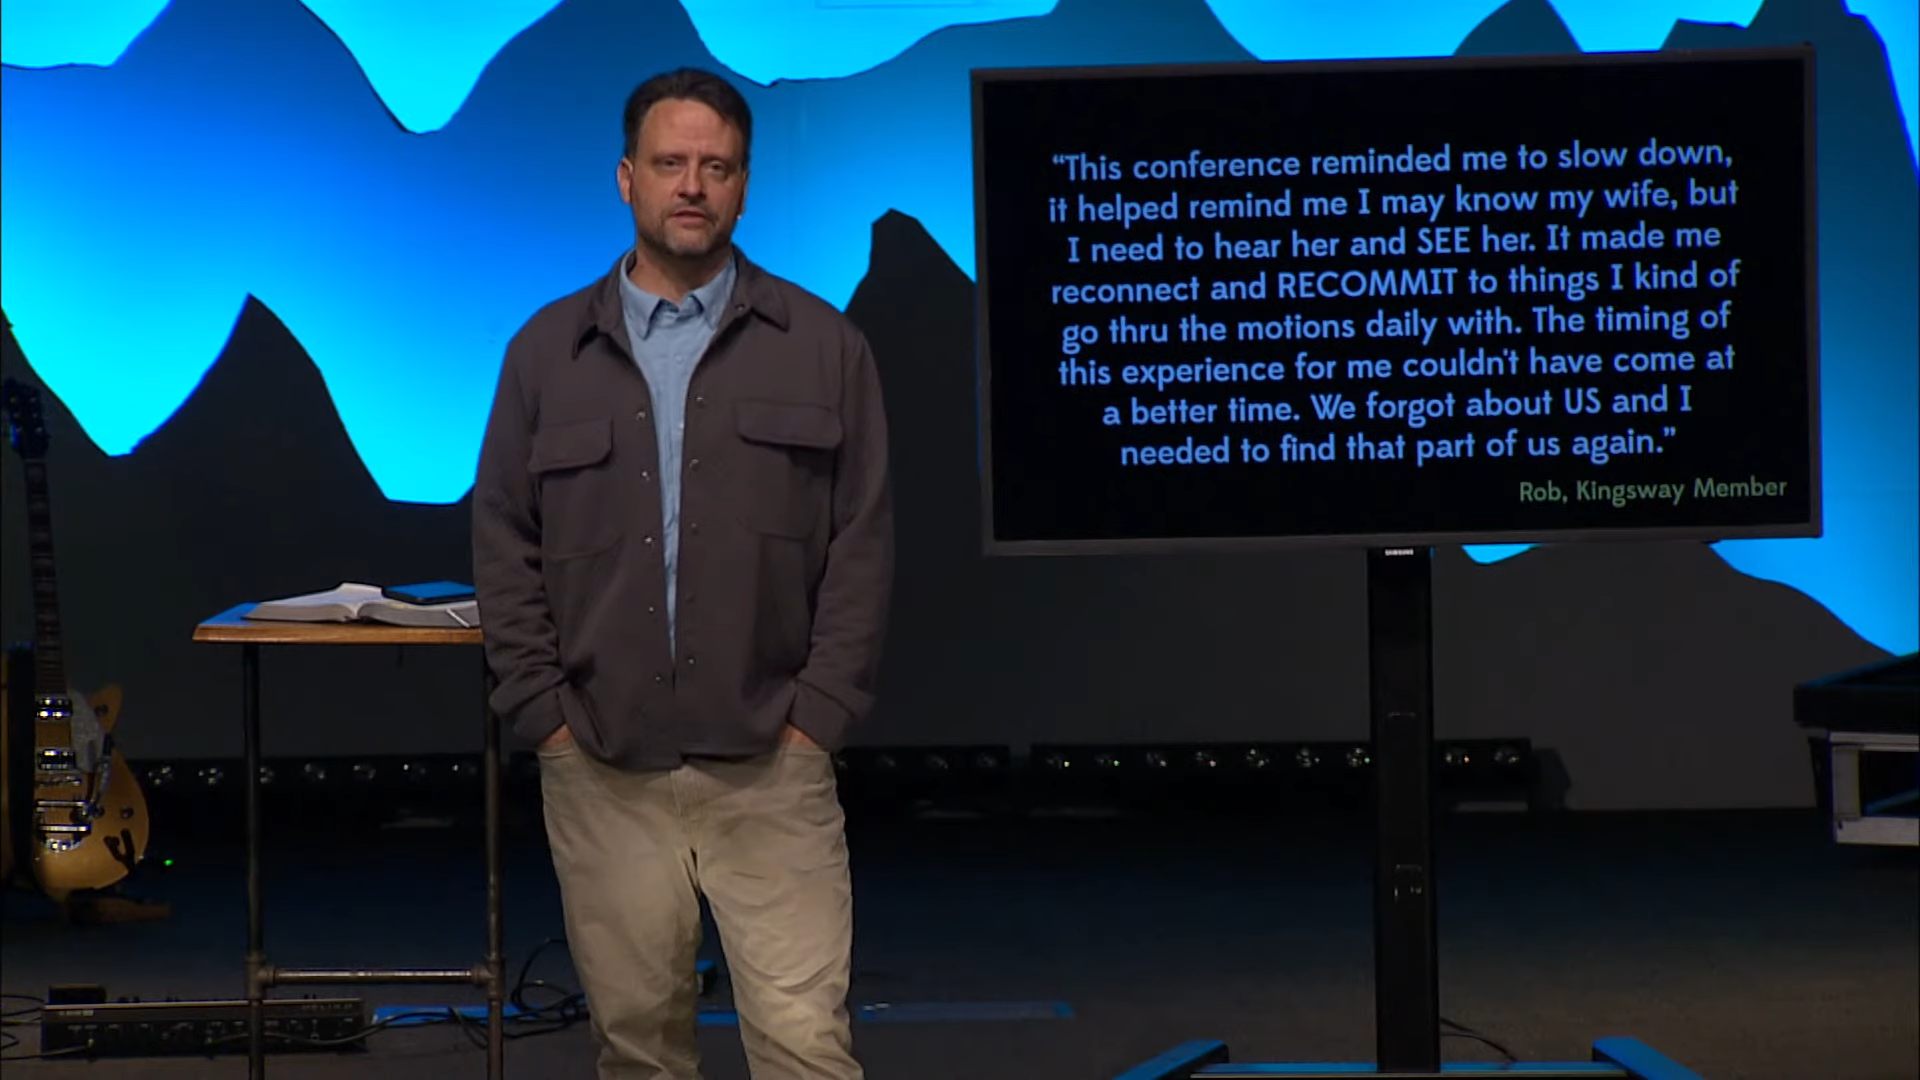 “This conference reminded me to slow down,
it helped remind me I may know my wife, but
I need to hear her and SEE her. It made me
reconnect and RECOMMIT to things I kind of
go thru the motions daily with. The timing of
this experience for me couldn't have come at
a better time. We forgot about US and I
needed to find that part of us again.”
Rob, Kingsway Member
SAMSUNG